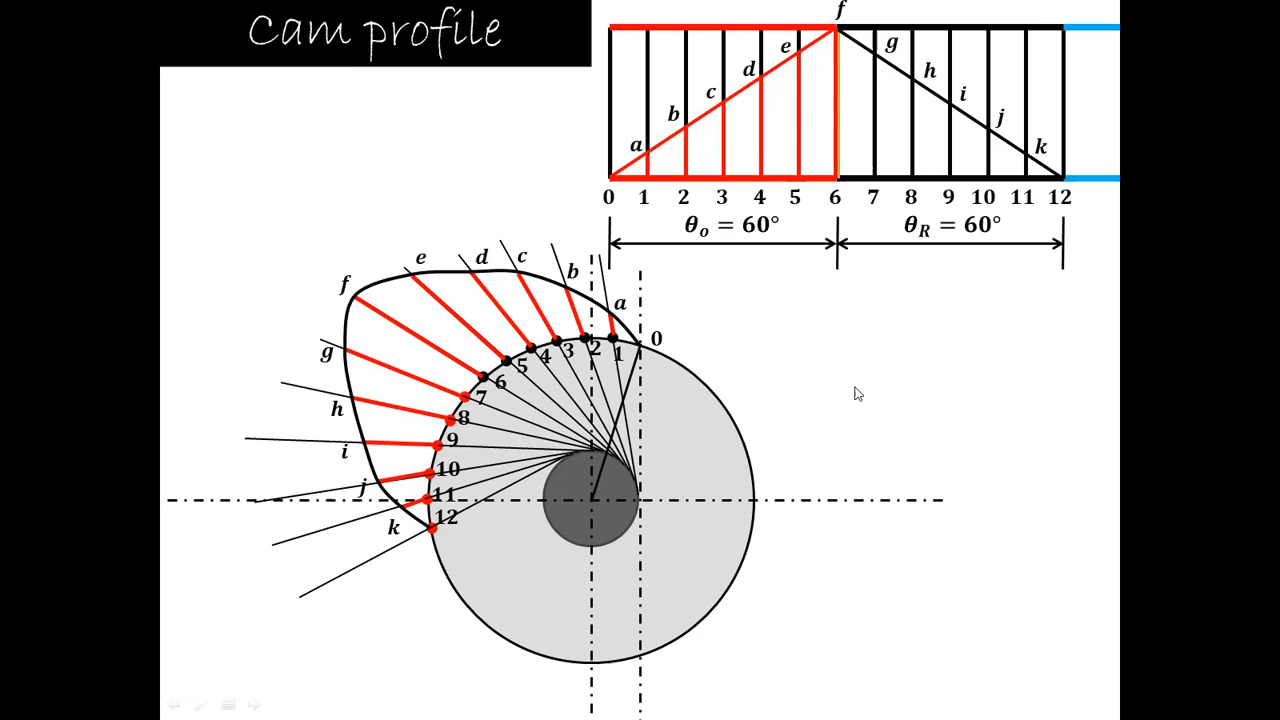 Cam profile
f
e g
d h
c i
b j
a k
0 1 2 3 4 5 6 7 8 9 10 11 12
θₒ = 60° θ_R = 60°
e d c b
f a
0
g 1 2 3 4 5 6 7
h 8
i 9
j 10
11
k 12